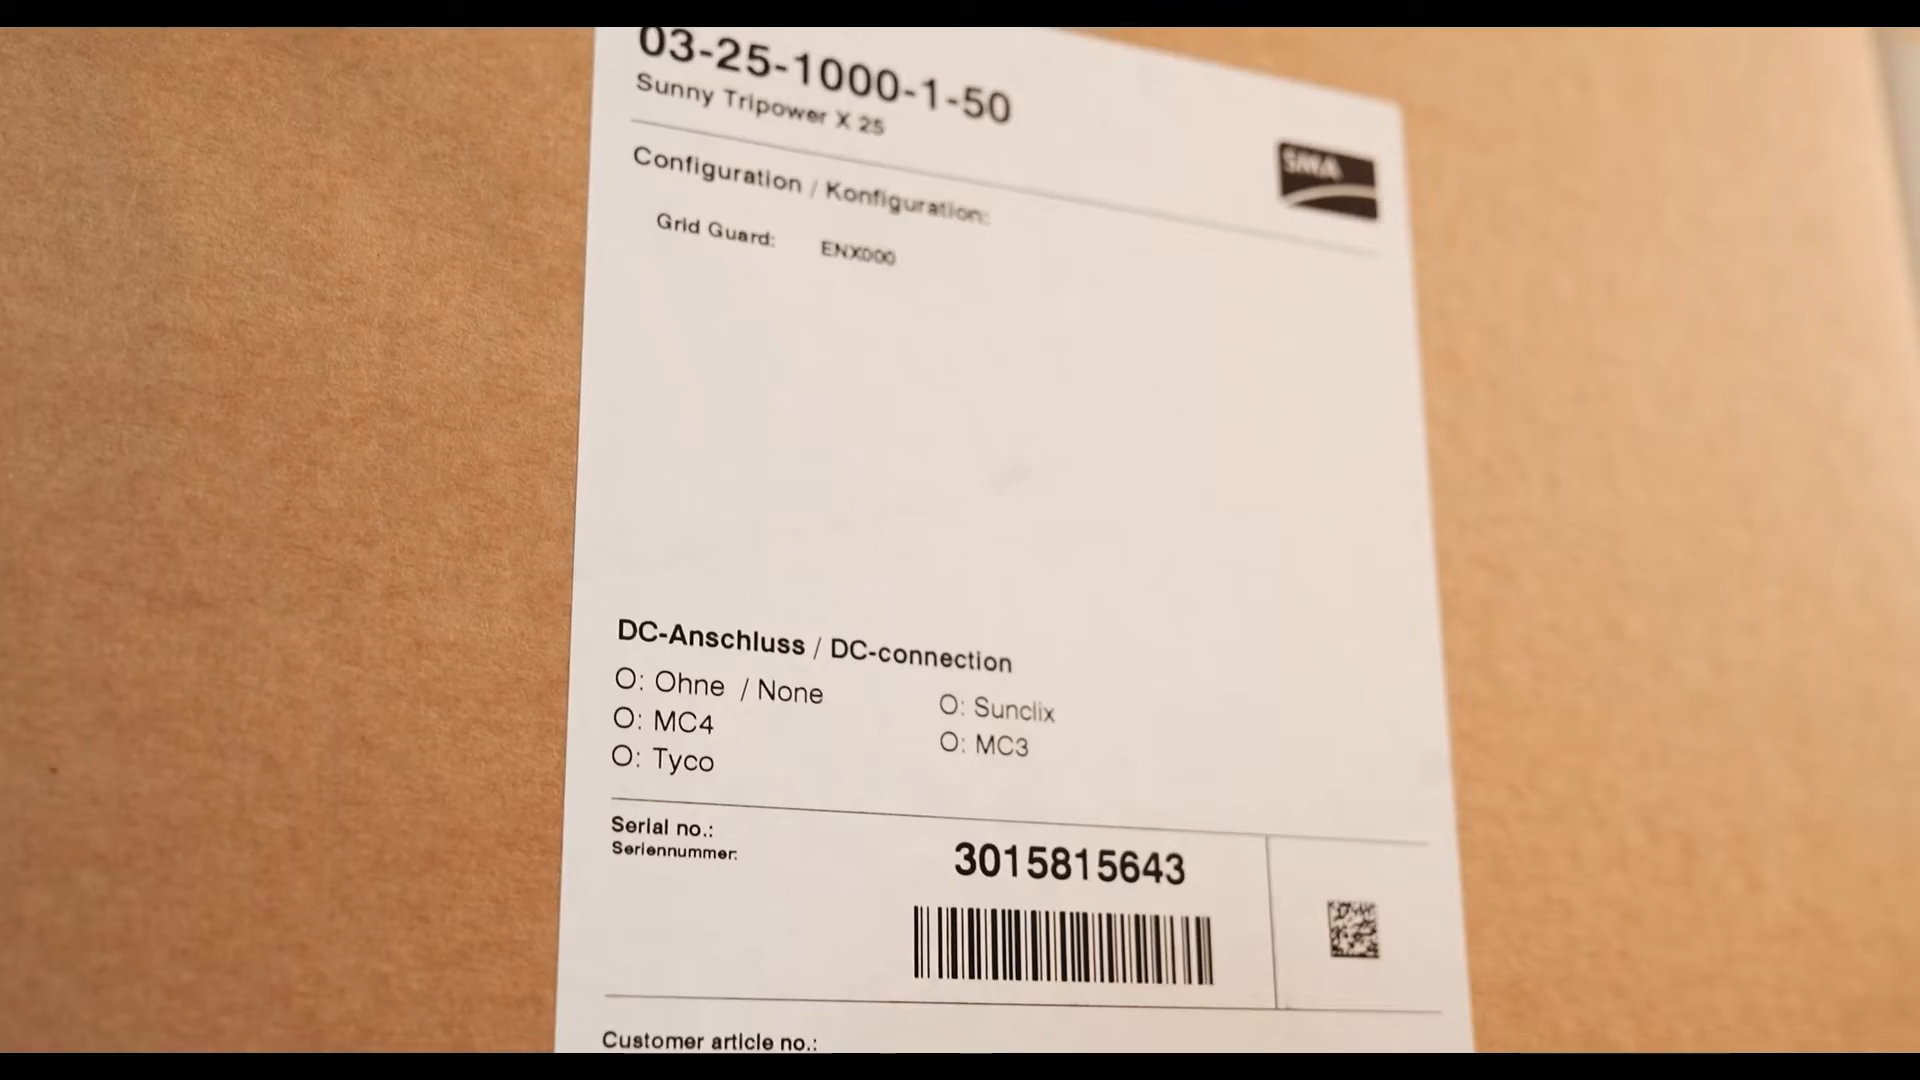 03-25-1000-1-50
Sunny Tripower X 25
SMA
Configuration / Konfiguration:
Grid Guard: ENX000
DC-Anschluss / DC-connection
O: Ohne / None
O: Sunclix
O: MC4
O: MC3
O: Tyco
Serial no.:
Seriennummer:
3015815643
Customer article no.: